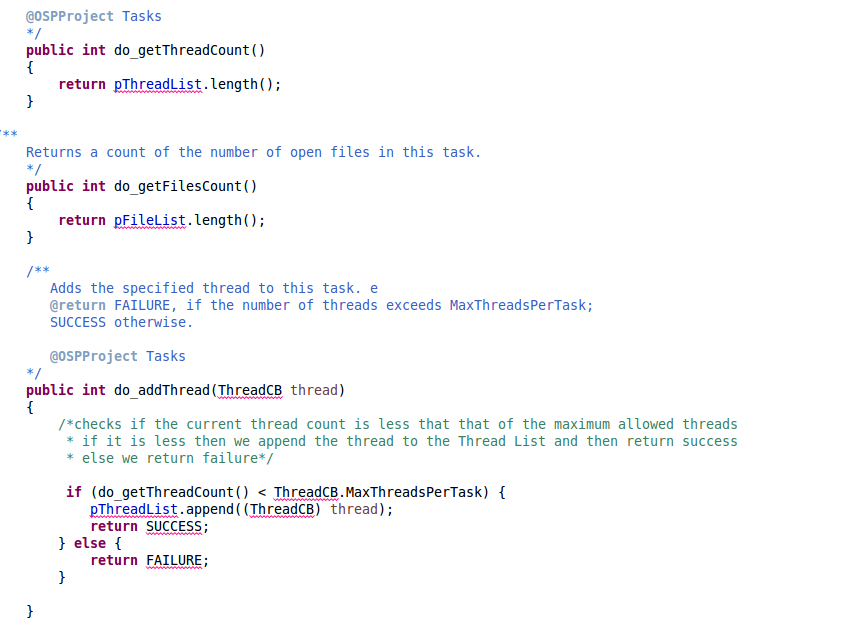 @OSPProject Tasks
*/
public int do_getThreadCount()
{
return pThreadList.length();
}
/**
Returns a count of the number of open files in this task.
*/
public int do_getFilesCount()
{
return pFileList.length();
}
/**
Adds the specified thread to this task. e
@return FAILURE, if the number of threads exceeds MaxThreadsPerTask;
SUCCESS otherwise.
@OSPProject Tasks
*/
public int do_addThread(ThreadCB thread)
{
/*checks if the current thread count is less that that of the maximum allowed threads
* if it is less then we append the thread to the Thread List and then return success
* else we return failure*/
if (do_getThreadCount() < ThreadCB.MaxThreadsPerTask) {
pThreadList.append((ThreadCB) thread);
return SUCCESS;
} else {
return FAILURE;
}
}